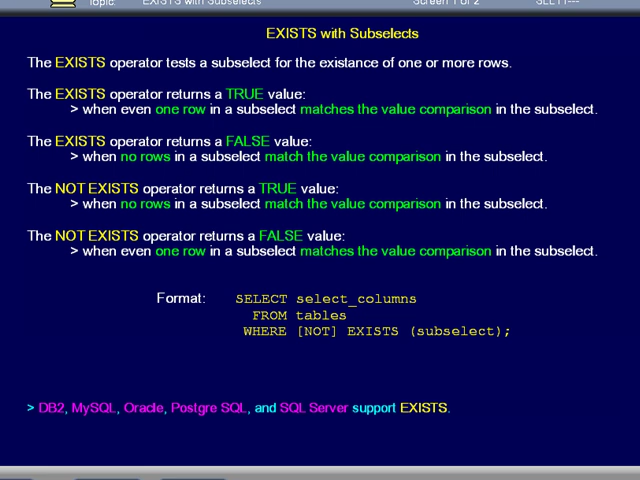 Topic: EXISTS with Subselects Screen 1 of 2
EXISTS with Subselects
The EXISTS operator tests a subselect for the existance of one or more rows.
The EXISTS operator returns a TRUE value:
> when even one row in a subselect matches the value comparison in the subselect.
The EXISTS operator returns a FALSE value:
> when no rows in a subselect match the value comparison in the subselect.
The NOT EXISTS operator returns a TRUE value:
> when no rows in a subselect match the value comparison in the subselect.
The NOT EXISTS operator returns a FALSE value:
> when even one row in a subselect matches the value comparison in the subselect.
Format: SELECT select_columns
FROM tables
WHERE [NOT] EXISTS (subselect);
> DB2, MySQL, Oracle, Postgre SQL, and SQL Server support EXISTS.